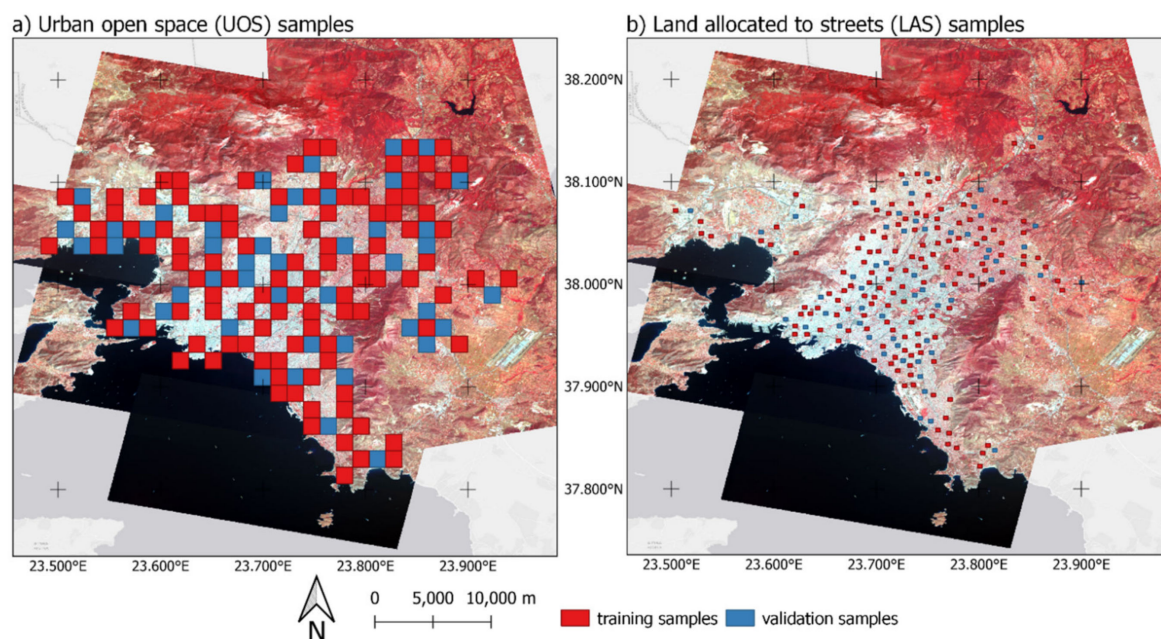 a) Urban open space (UOS) samples
b) Land allocated to streets (LAS) samples
38.200°N
38.100°N
38.000°N
37.900°N
37.800°N
23.500°E
23.600°E
23.700°E
23.800°E
23.900°E
23.500°E
23.600°E
23.700°E
23.800°E
23.900°E
N
0
5,000
10,000 m
training samples
validation samples